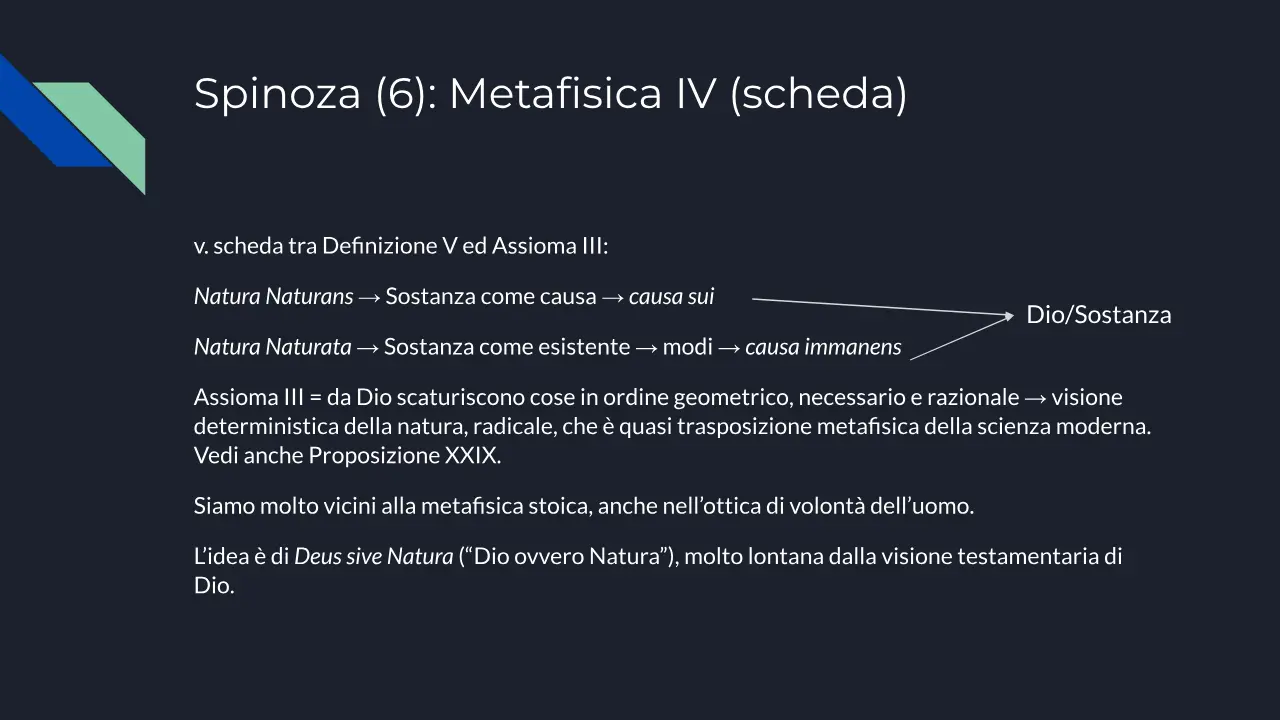 Spinoza (6): Metafisica IV (scheda)
v. scheda tra Definizione V ed Assioma III:
Natura Naturans → Sostanza come causa → causa sui
Dio/Sostanza
Natura Naturata → Sostanza come esistente → modi → causa immanens
Assioma III = da Dio scaturiscono cose in ordine geometrico, necessario e razionale → visione
deterministica della natura, radicale, che è quasi trasposizione metafisica della scienza moderna.
Vedi anche Proposizione XXIX.
Siamo molto vicini alla metafisica stoica, anche nell’ottica di volontà dell’uomo.
L’idea è di Deus sive Natura (“Dio ovvero Natura”), molto lontana dalla visione testamentaria di
Dio.